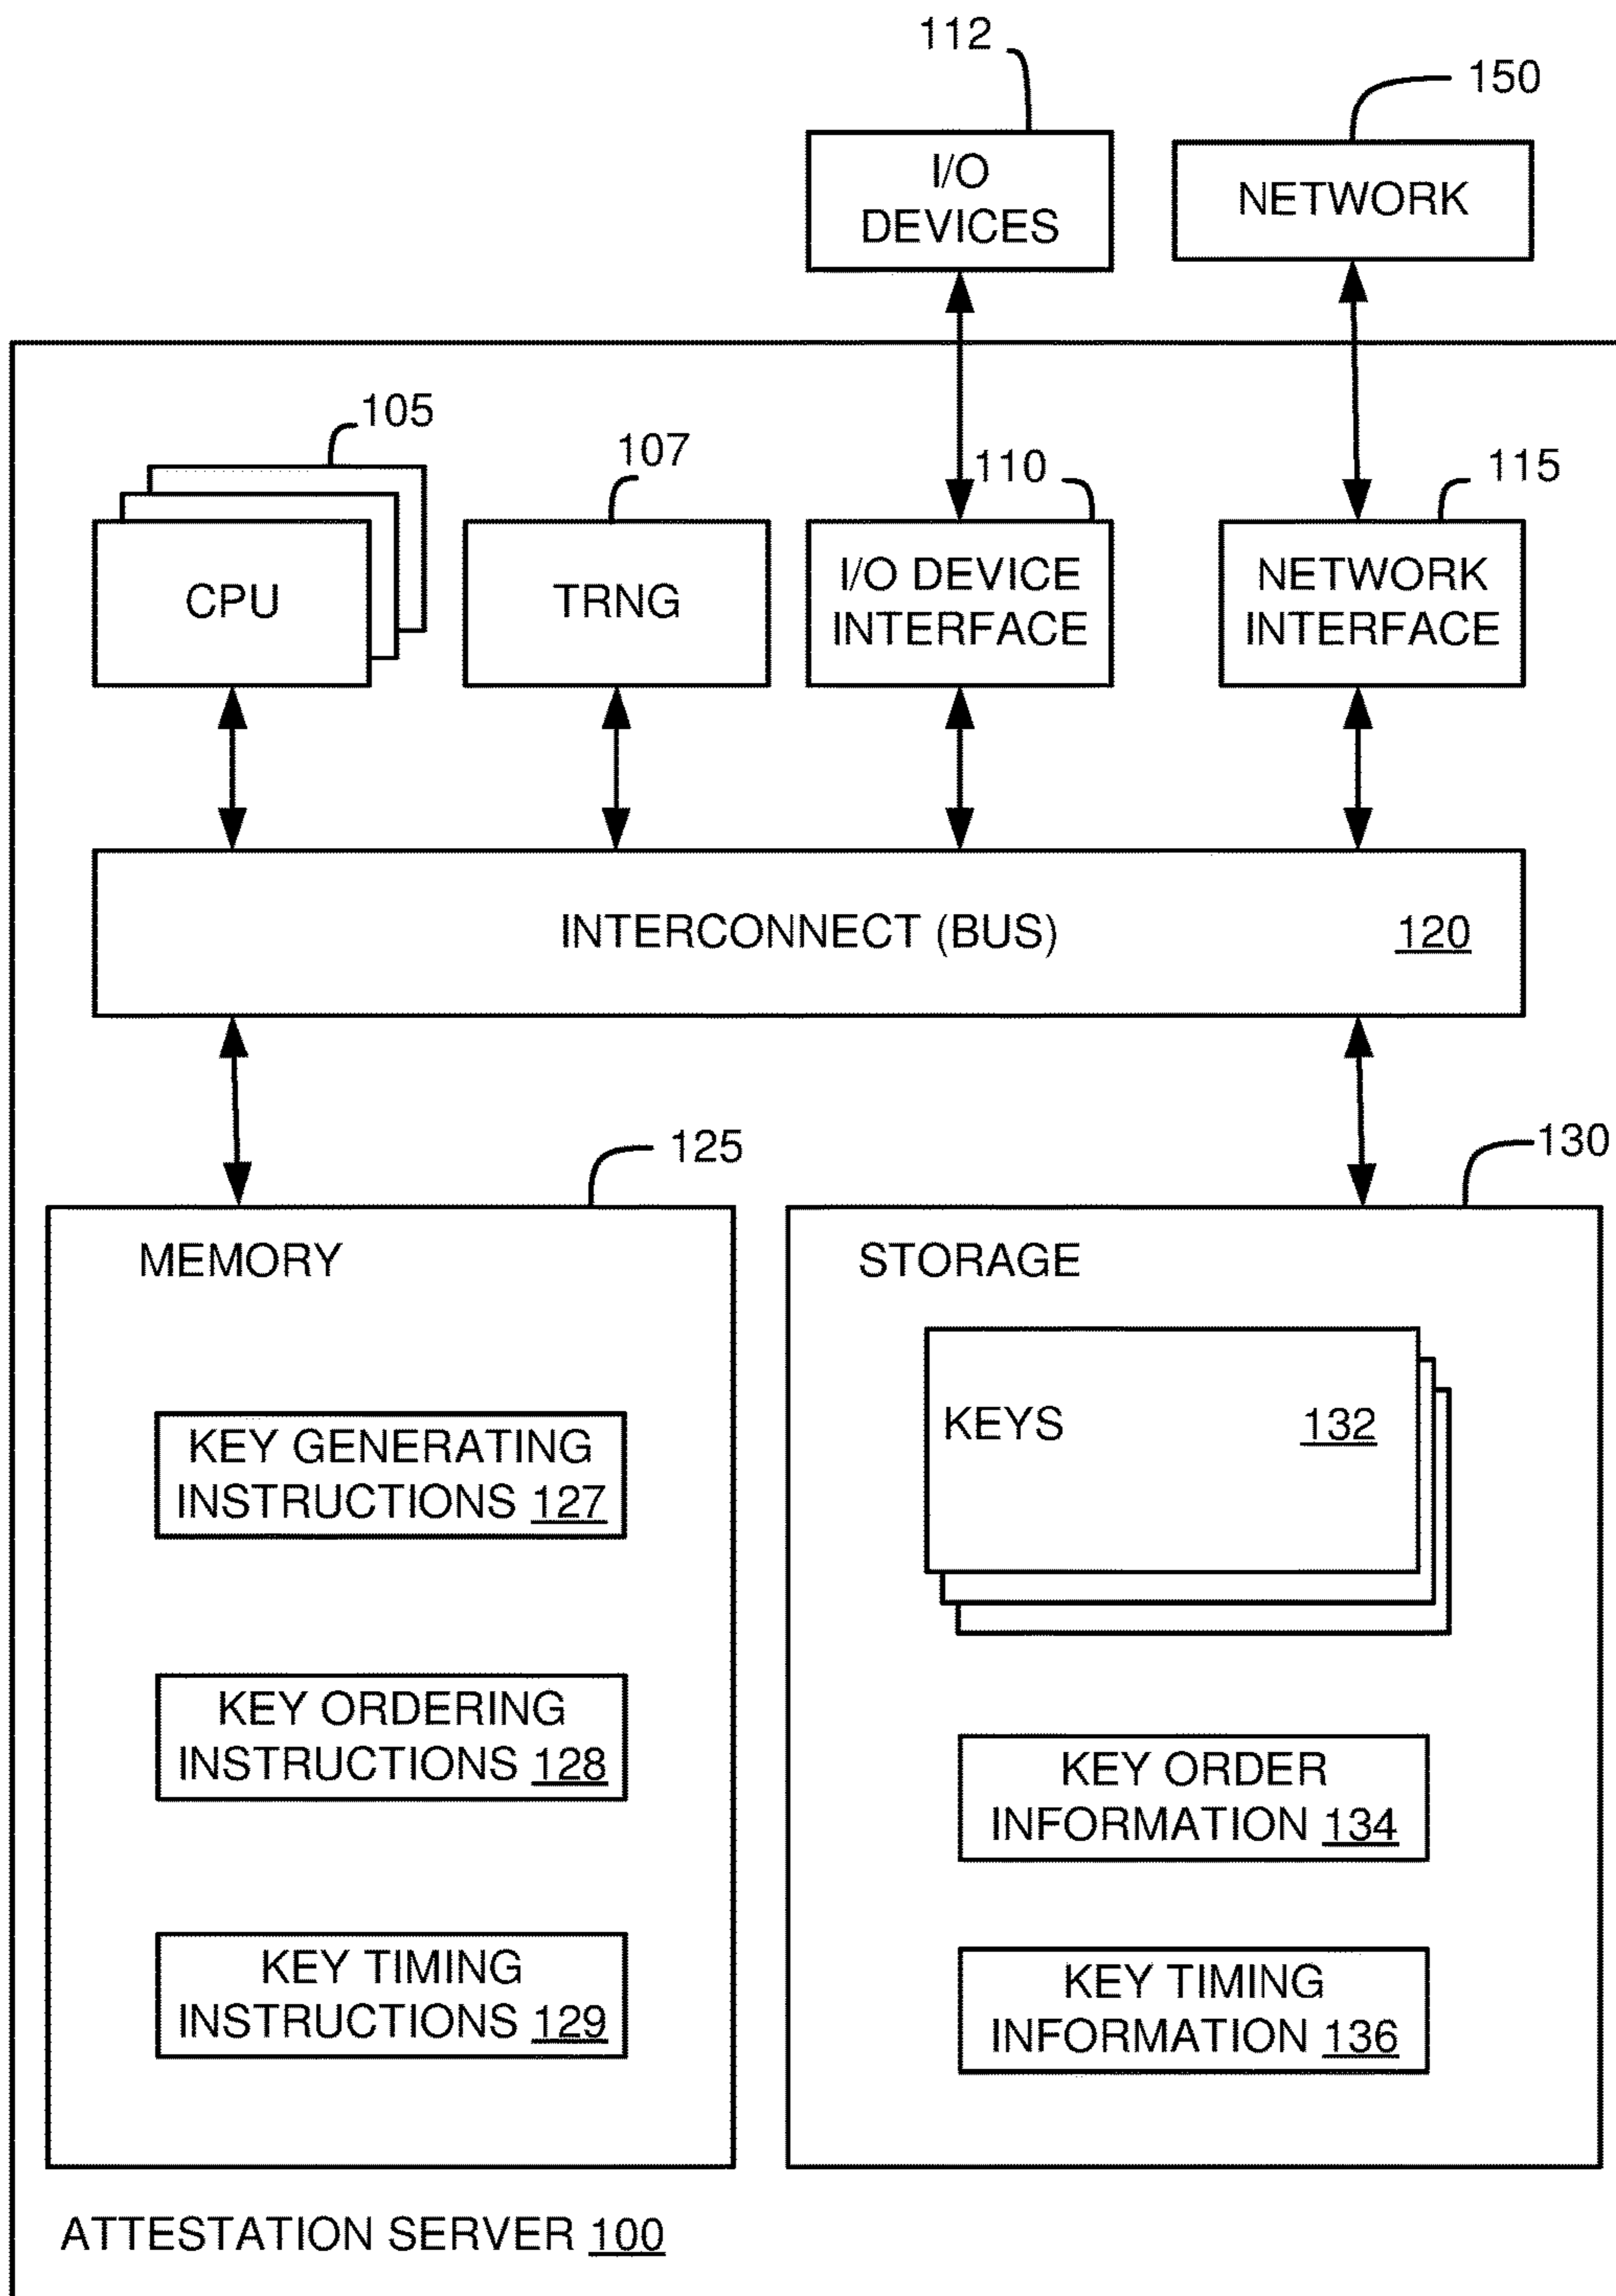 112
150
I/O
DEVICES
NETWORK
105
107
110
115
CPU
TRNG
I/O DEVICE
INTERFACE
NETWORK
INTERFACE
INTERCONNECT (BUS) 120
125
130
MEMORY
STORAGE
KEYS 132
KEY GENERATING
INSTRUCTIONS 127
KEY ORDERING
INSTRUCTIONS 128
KEY ORDER
INFORMATION 134
KEY TIMING
INSTRUCTIONS 129
KEY TIMING
INFORMATION 136
ATTESTATION SERVER 100